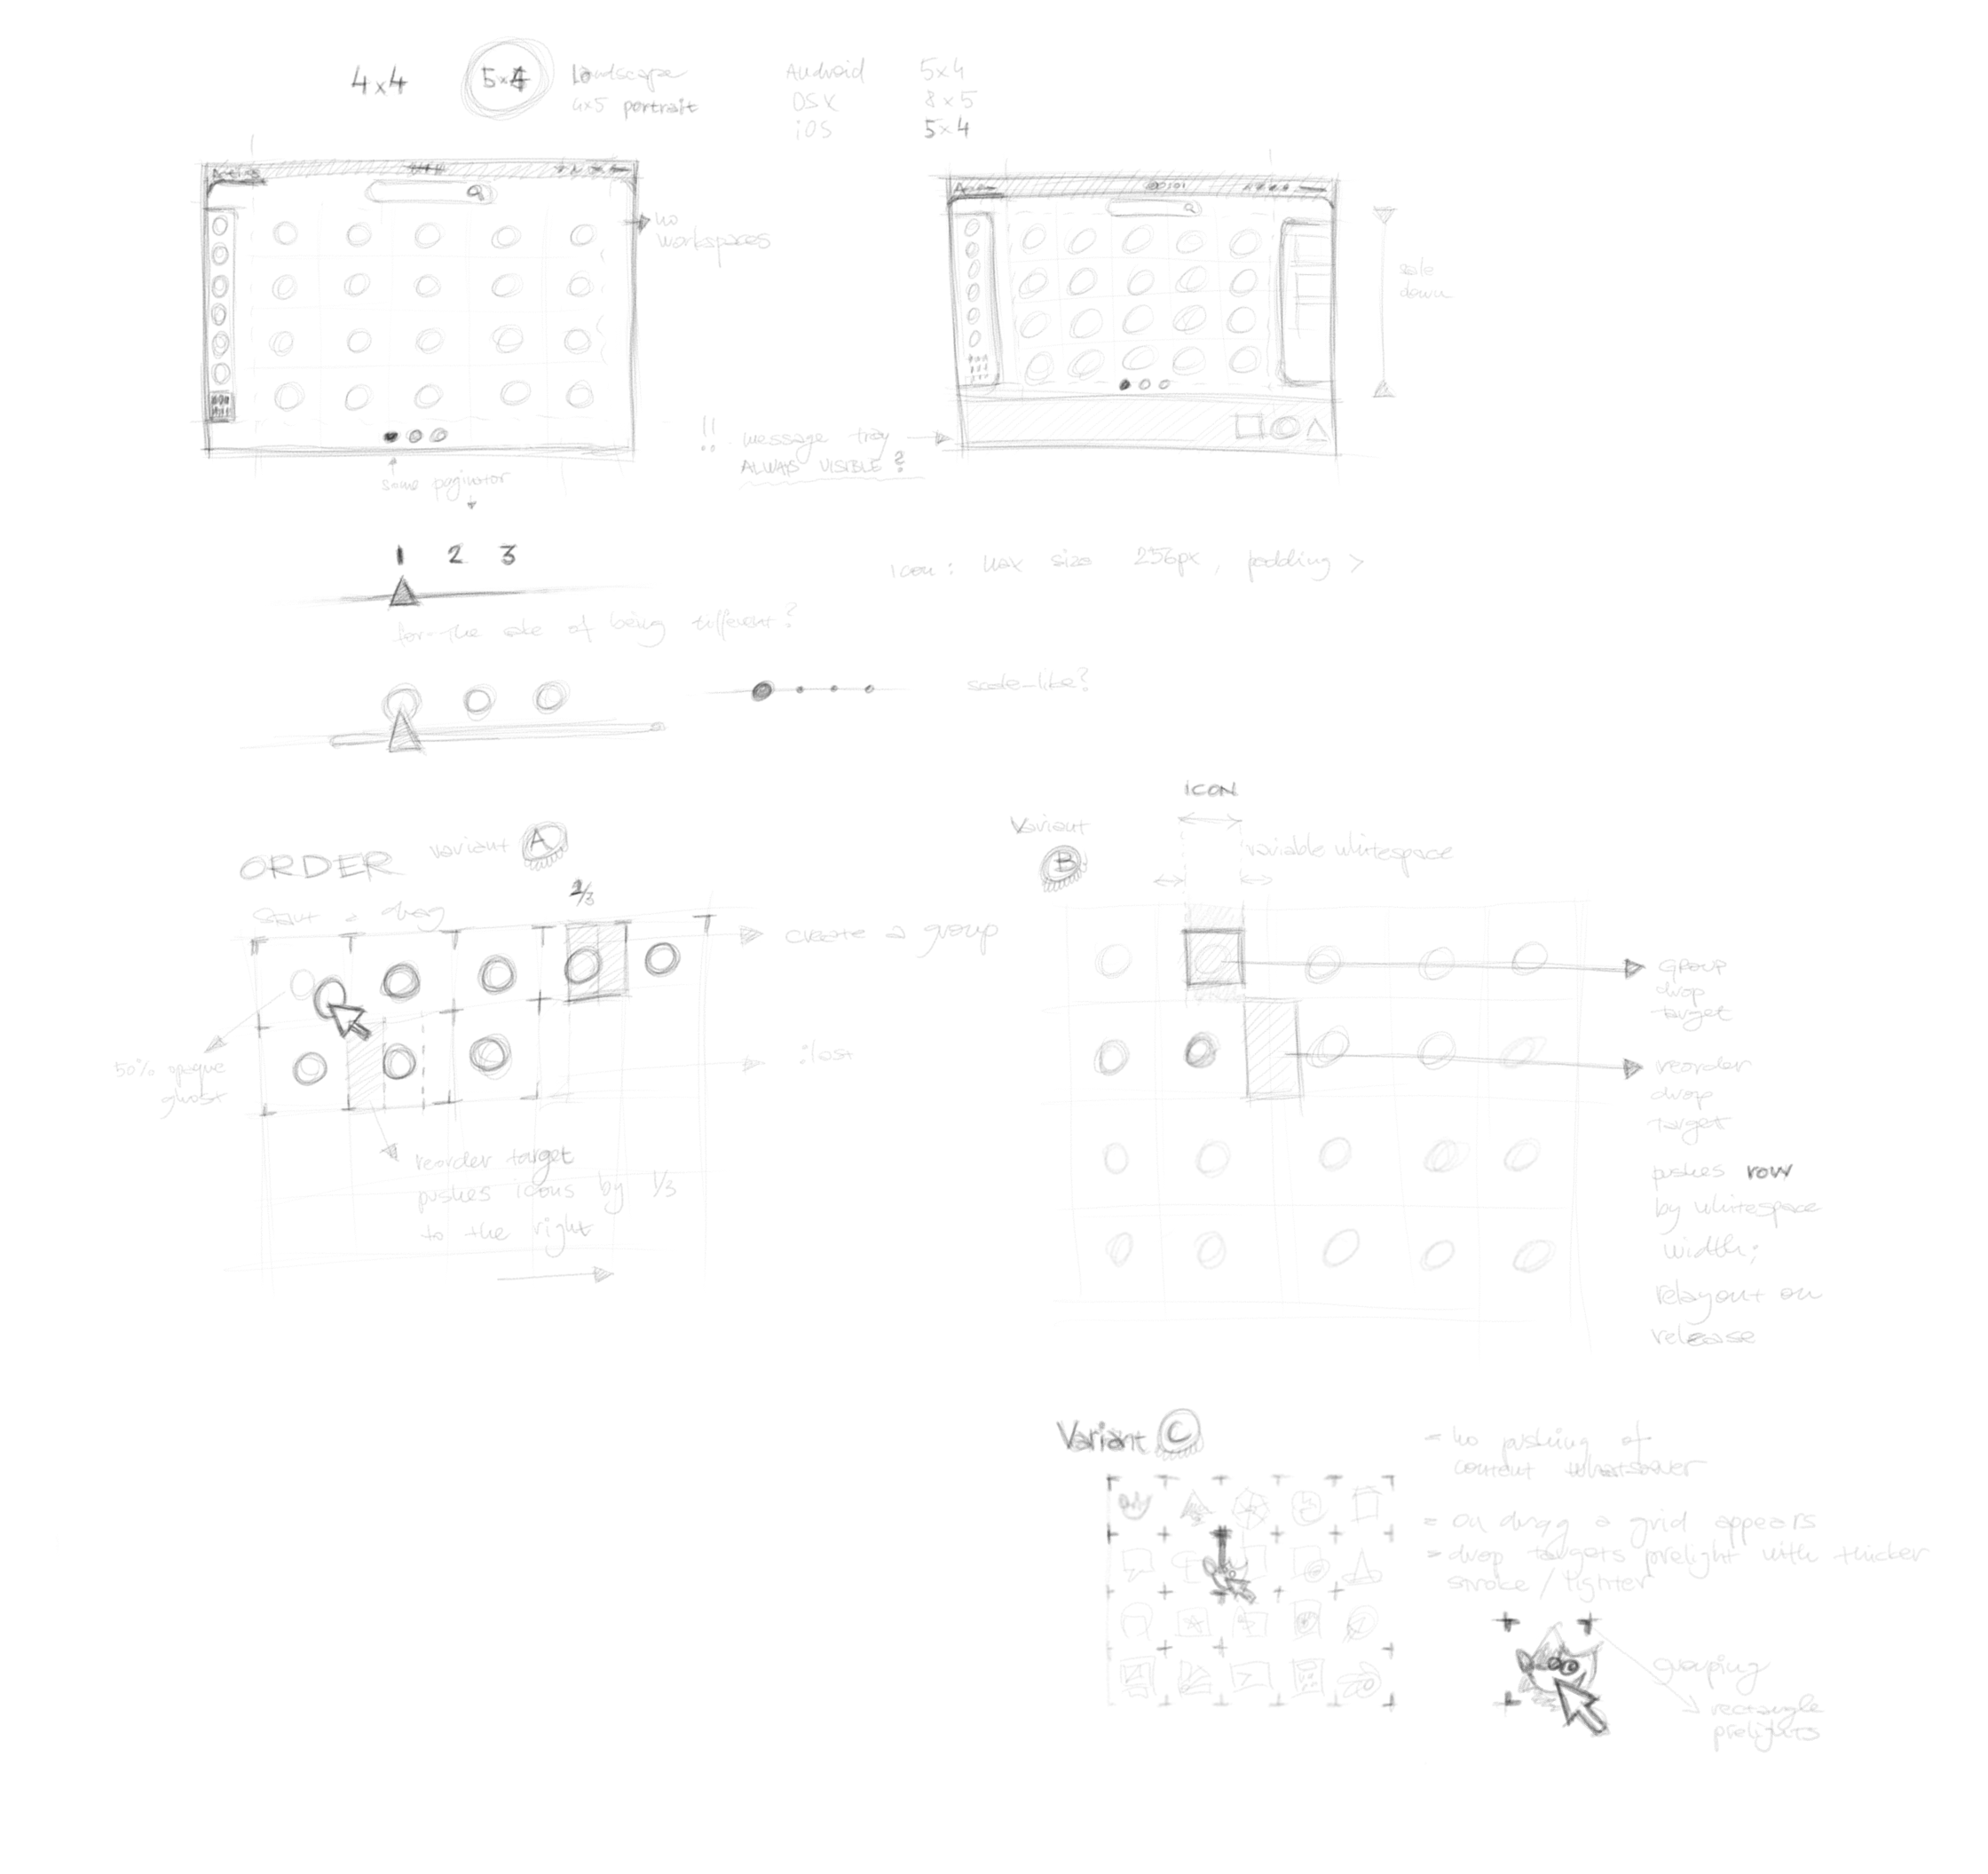 4x4
5x4
Landscape
4x5 portrait
Android 5x4
OSX 8x5
iOS 5x4
no
workspaces
scale
down
!! message tray
ALWAYS VISIBLE?
some paginator
1 2 3
icon: max size 256px, padding >
for the sake of being different?
scale-like?
ORDER
variant A
start a drag
2/3
create a group
50% opaque
ghost
:last
reorder target
pushes icons by 1/3
to the right
ICON
Variant
B
variable whitespace
GROUP
drop
target
reorder
drop
target
pushes row
by whitespace
width;
relayout on
release
Variant C
- no pushing of
content whatsoever
- on drag a grid appears
- drop targets prelight with thicker
stroke / lighter
grouping
rectangle
prelights